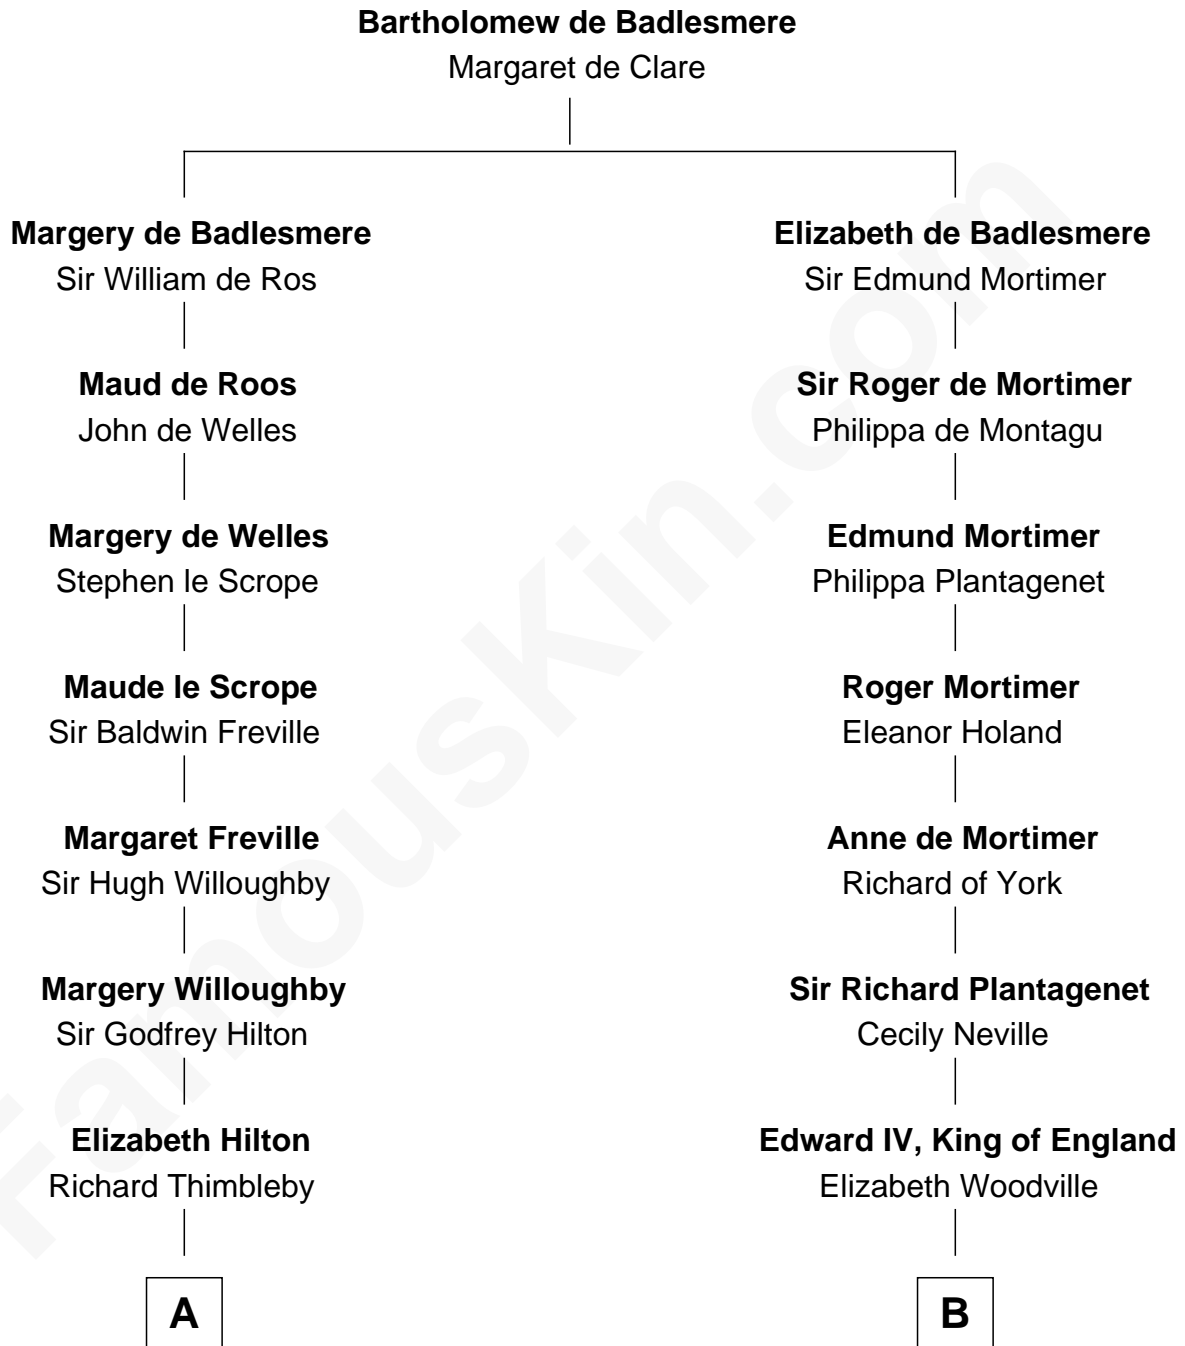 Bartholomew de Badlesmere
Margaret de Clare
Margery de Badlesmere
Sir William de Ros
Elizabeth de Badlesmere
Sir Edmund Mortimer
Maud de Roos
John de Welles
Sir Roger de Mortimer
Philippa de Montagu
Margery de Welles
Stephen le Scrope
Edmund Mortimer
Philippa Plantagenet
Maude le Scrope
Sir Baldwin Freville
Roger Mortimer
Eleanor Holand
Margaret Freville
Sir Hugh Willoughby
Anne de Mortimer
Richard of York
Margery Willoughby
Sir Godfrey Hilton
Sir Richard Plantagenet
Cecily Neville
Elizabeth Hilton
Richard Thimbleby
Edward IV, King of England
Elizabeth Woodville
A
B
FamousKin.com